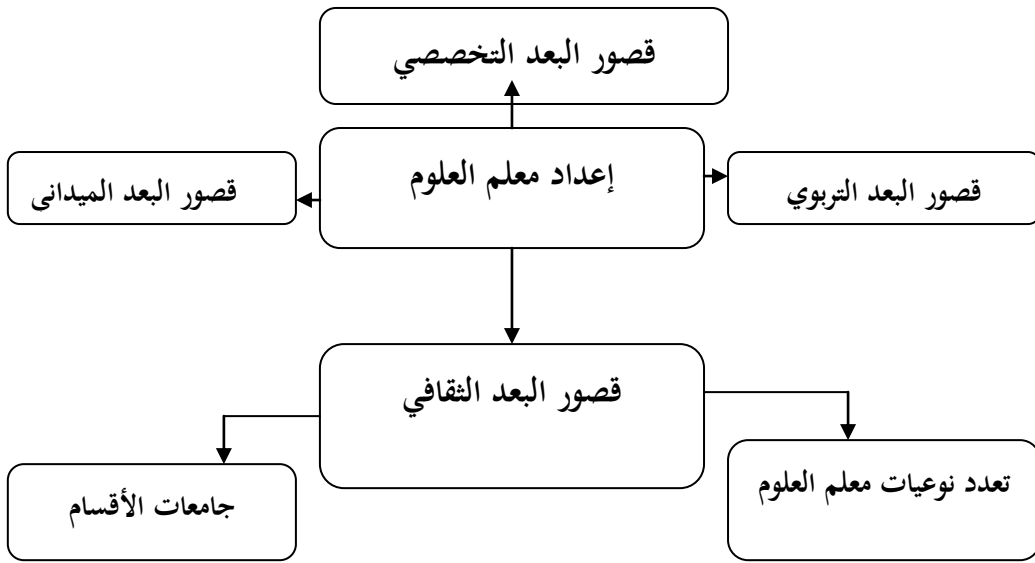 قصور البعد التخصصي
إعداد معلم العلوم
قصور البعد التربوي
قصور البعد الميدانى
قصور البعد الثقافي
تعدد نوعيات معلم العلوم
جامعات الأقسام